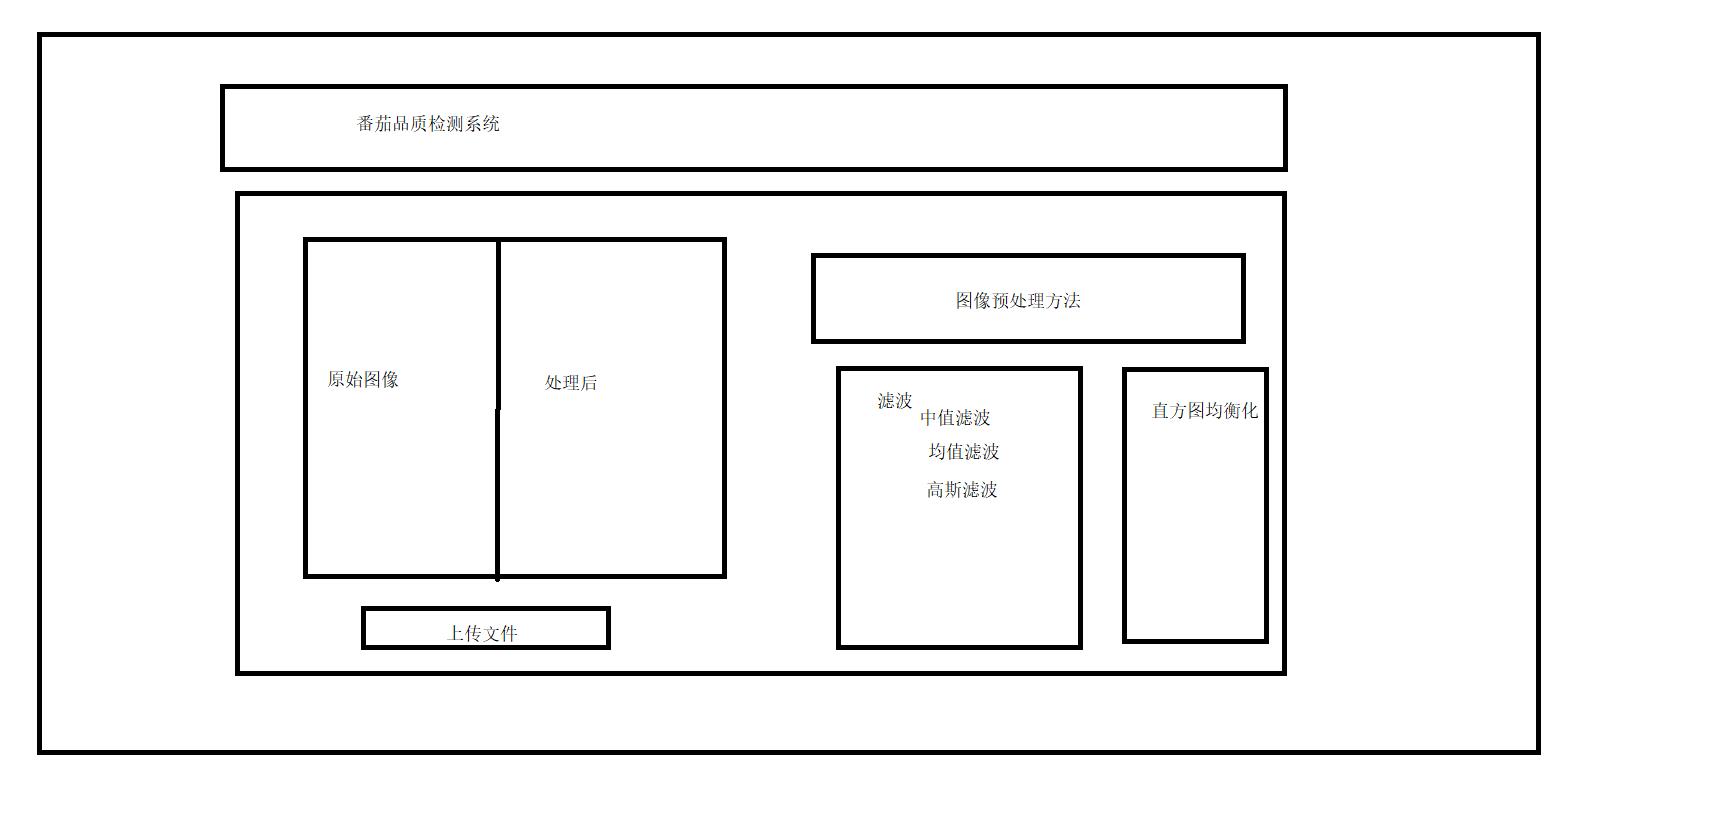 番茄品质检测系统
原始图像
处理后
上传文件
图像预处理方法
滤波
中值滤波
均值滤波
高斯滤波
直方图均衡化